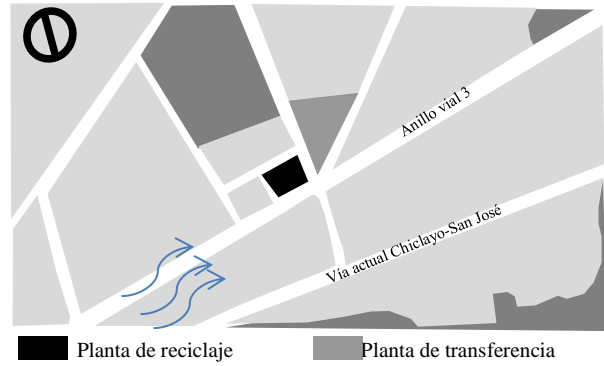 Anillo vial 3
Vía actual Chiclayo-San José
Planta de reciclaje
Planta de transferencia